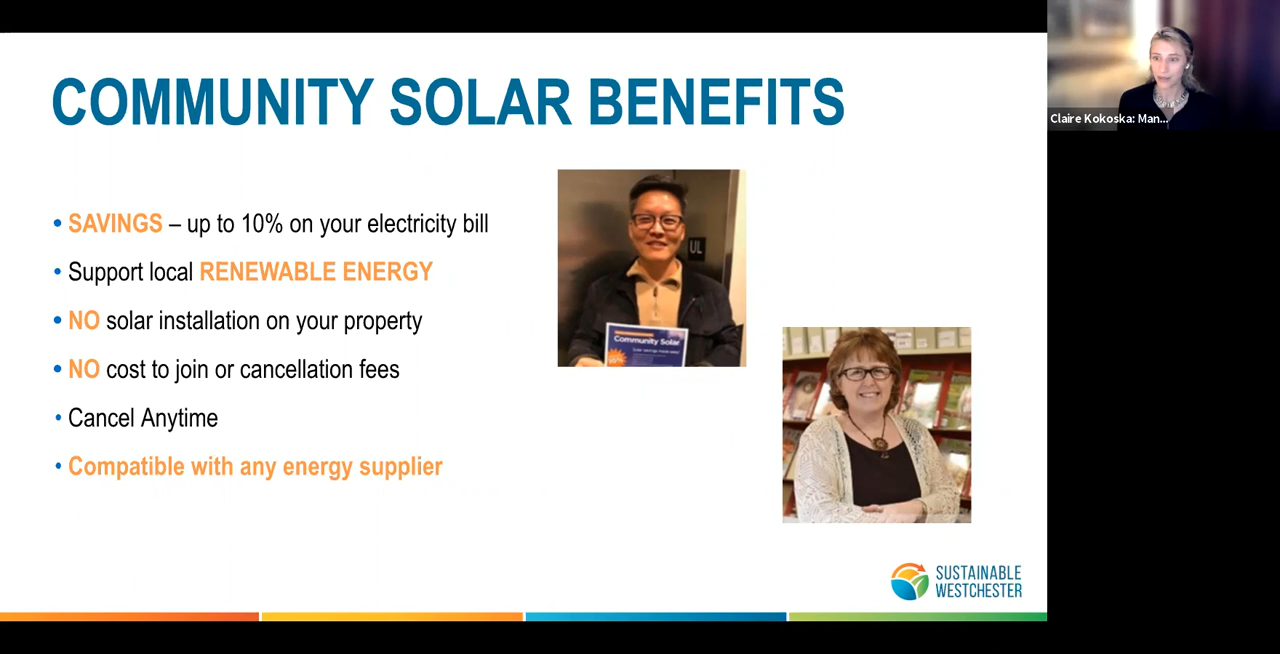 COMMUNITY SOLAR BENEFITS
• SAVINGS – up to 10% on your electricity bill
• Support local RENEWABLE ENERGY
• NO solar installation on your property
• NO cost to join or cancellation fees
• Cancel Anytime
• Compatible with any energy supplier
UL
Community Solar
SUSTAINABLE
WESTCHESTER
Claire Kokoska: Man...